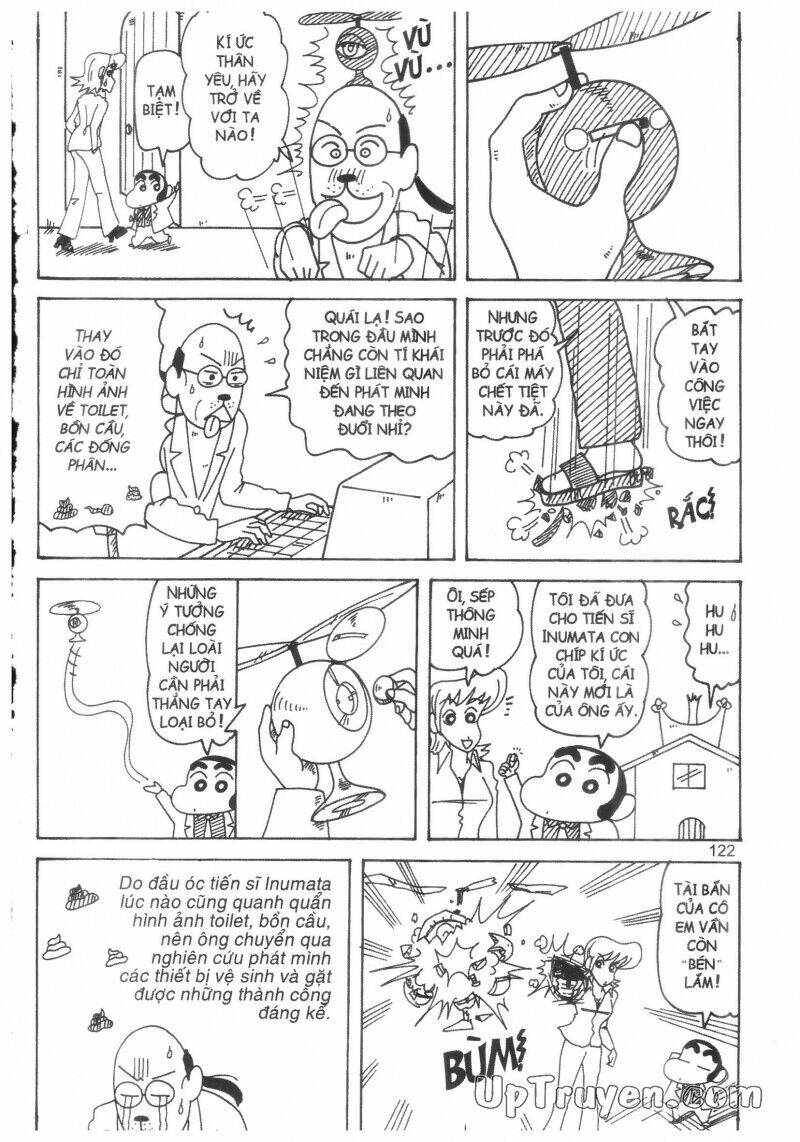 TẠM
BIỆT!
KÍ ỨC
THÂN
YÊU, HÃY
TRỞ VỀ
VỚI TA
NÀO!
VÙ
VÙ...
THAY
VÀO ĐÓ
CHỈ TOÀN
HÌNH ẢNH
VỀ TOILET,
BỒN CẦU,
CÁC ĐỐNG
PHÂN...
QUÁI LẠ! SAO
TRONG ĐẦU MÌNH
CHẲNG CÒN TÍ KHÁI
NIỆM GÌ LIÊN QUAN
ĐẾN PHÁT MINH
ĐANG THEO
ĐUỔI NHỈ?
NHƯNG
TRƯỚC ĐÓ
PHẢI PHÁ
BỎ CÁI MÁY
CHẾT TIỆT
NÀY ĐÃ.
BẮT
TAY
VÀO
CÔNG
VIỆC
NGAY
THÔI!
RẮC!
NHỮNG
Ý TƯỞNG
CHỐNG
LẠI LOÀI
NGƯỜI
CẦN PHẢI
THẲNG TAY
LOẠI BỎ!
ÔI, SẾP
THÔNG
MINH
QUÁ!
TÔI ĐÃ ĐƯA
CHO TIẾN SĨ
INUMATA CON
CHÍP KÍ ỨC
CỦA TÔI, CÁI
NÀY MỚI LÀ
CỦA ÔNG ẤY.
HU
HU
HU...
122
Do đầu óc tiến sĩ Inumata
lúc nào cũng quanh quẩn
hình ảnh toilet, bồn cầu,
nên ông chuyển qua
nghiên cứu phát mình
các thiết bị vệ sinh và gặt
được những thành công
đáng kể.
BÙM!
TÀI BẮN
CỦA CÔ
EM VẪN
CÒN
"BÉN"
LẮM!
UpTruyen.com